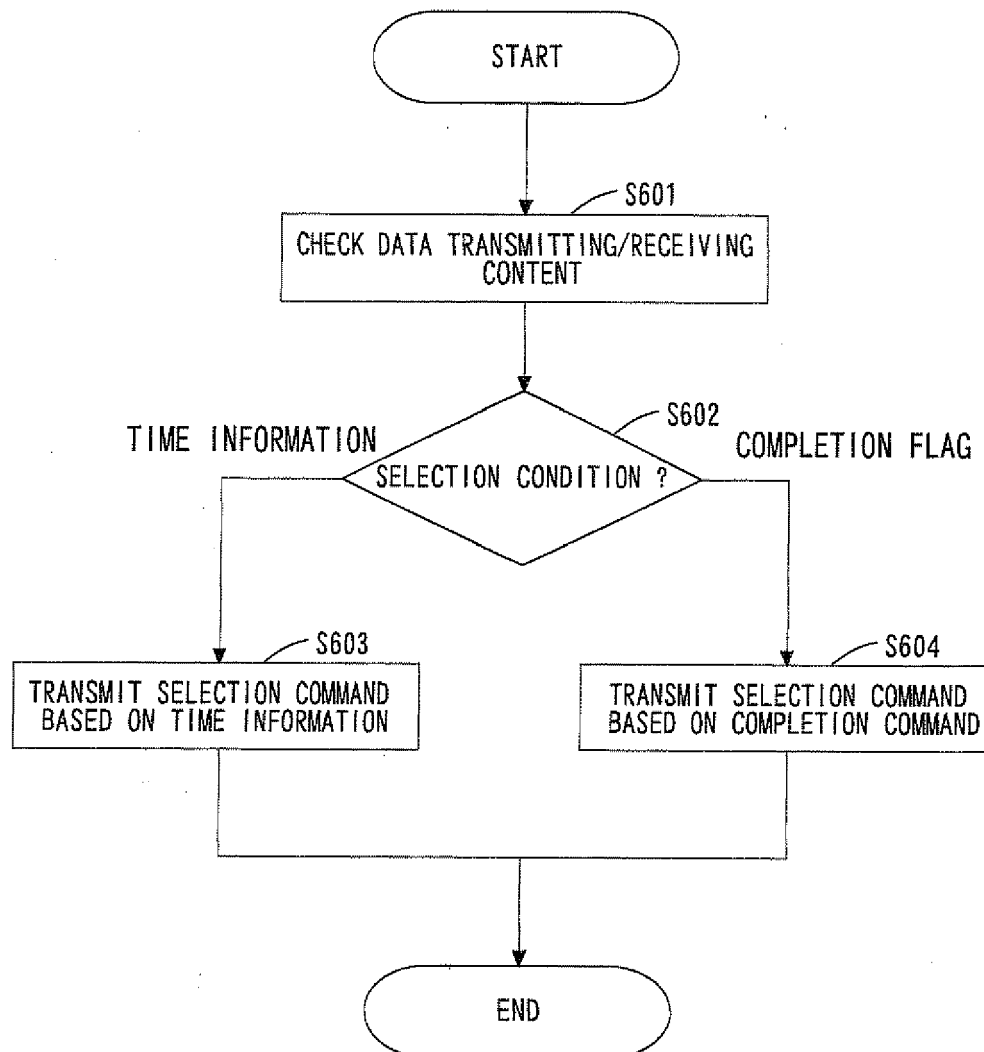 START
S601
CHECK DATA TRANSMITTING/RECEIVING
CONTENT
S602
TIME INFORMATION
COMPLETION FLAG
SELECTION CONDITION ?
S603
TRANSMIT SELECTION COMMAND
BASED ON TIME INFORMATION
S604
TRANSMIT SELECTION COMMAND
BASED ON COMPLETION COMMAND
END